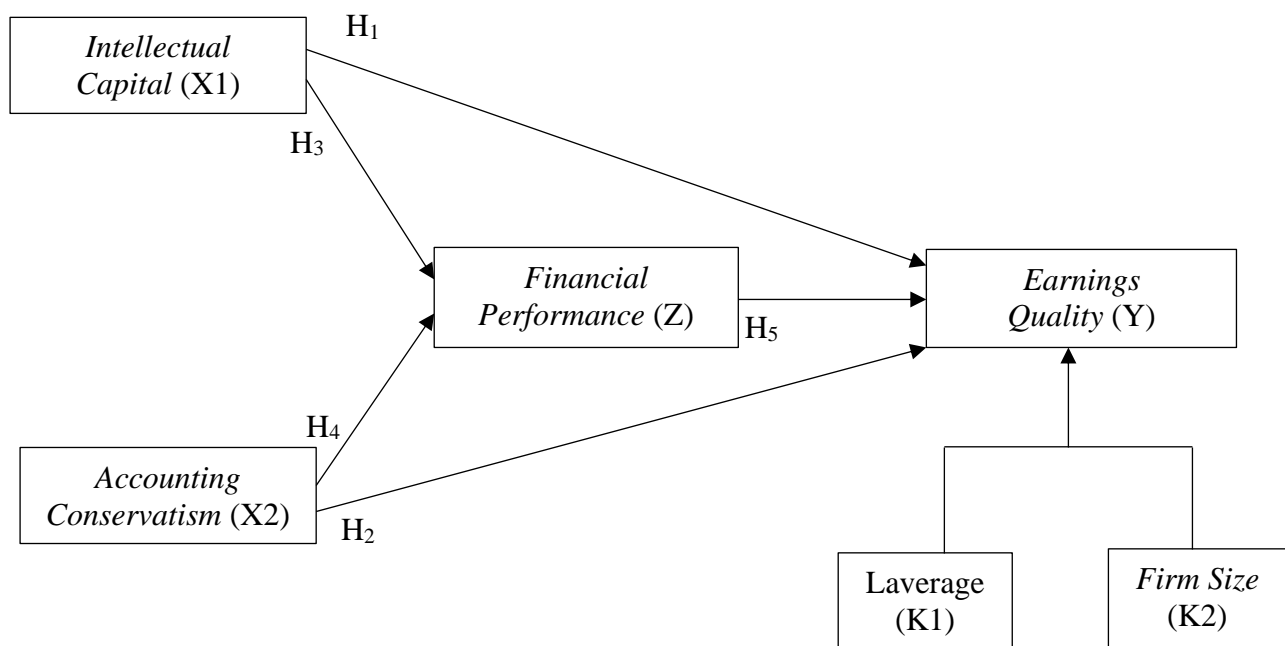 H₁
Intellectual
Capital (X1)
H₃
Financial
Performance (Z)
H₅
Earnings
Quality (Y)
H₄
Accounting
Conservatism (X2)
H₂
Laverage
(K1)
Firm Size
(K2)